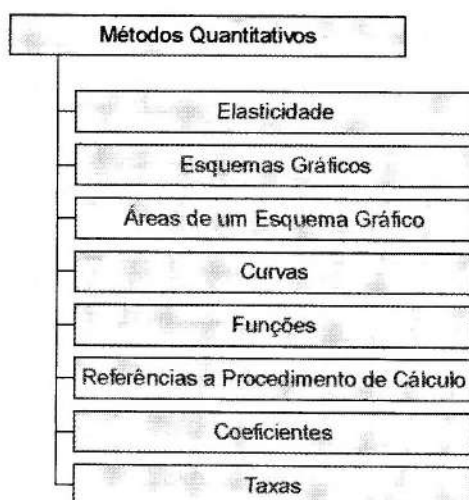 Métodos Quantitativos
Elasticidade
Esquemas Gráficos
Áreas de um Esquema Gráfico
Curvas
Funções
Referências a Procedimento de Cálculo
Coeficientes
Taxas